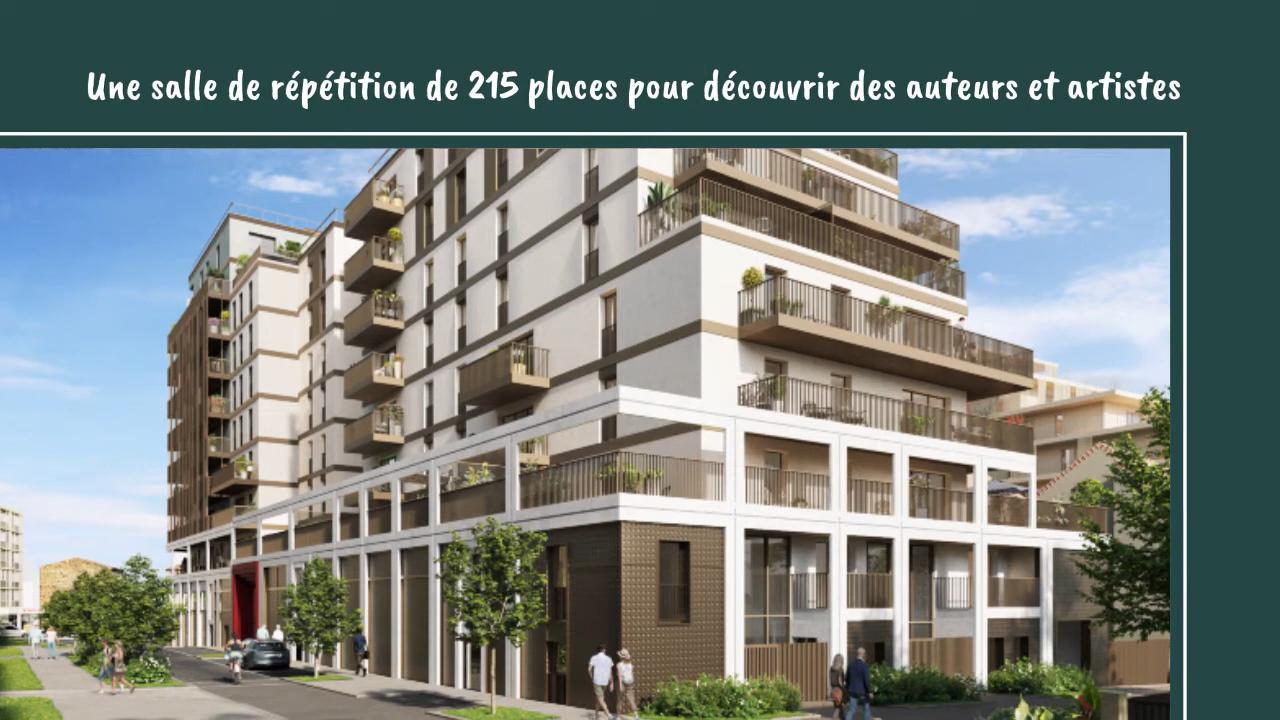 Une salle de répétition de 215 places pour découvrir des auteurs et artistes